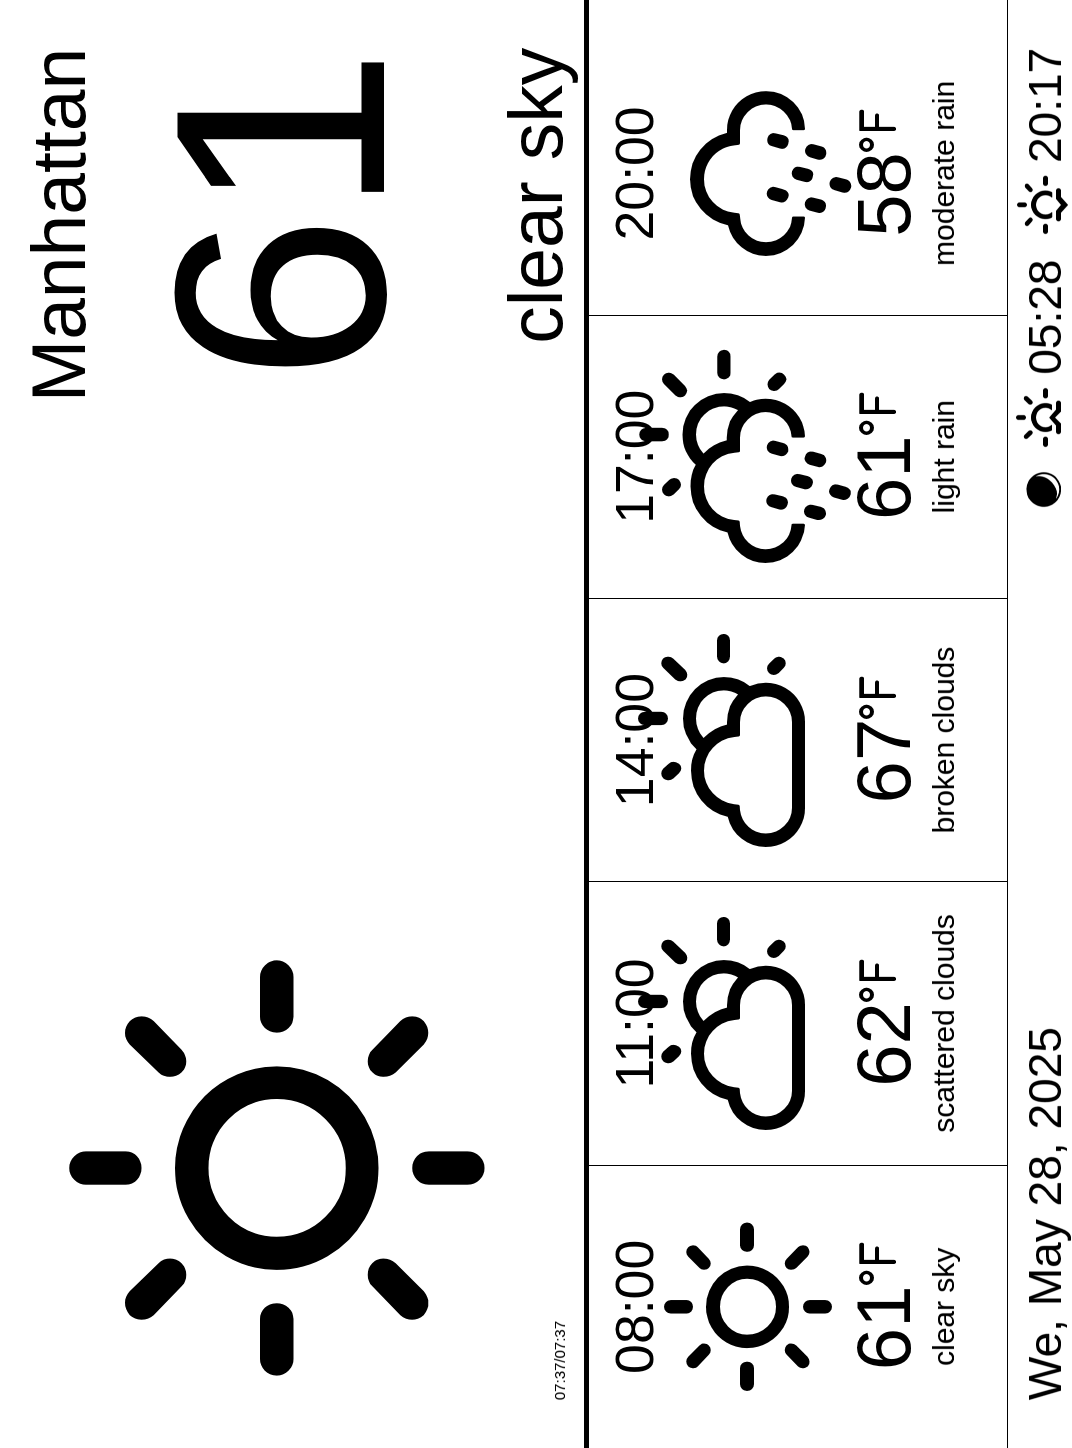 Manhattan
61
clear sky
07:37/07:37
08:00
61°F
clear sky
11:00
62°F
scattered clouds
14:00
67°F
broken clouds
17:00
61°F
light rain
20:00
58°F
moderate rain
We, May 28, 2025
05:28
20:17